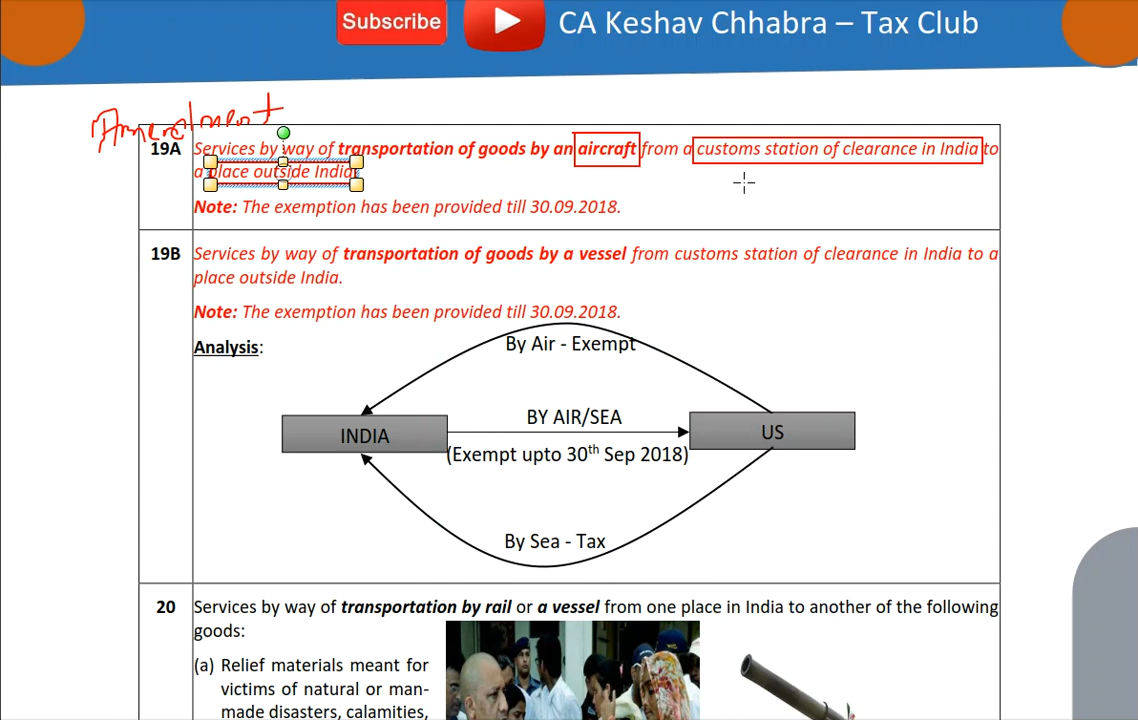 Subscribe
CA Keshav Chhabra – Tax Club
Amendment
19A
Services by way of transportation of goods by an aircraft from a customs station of clearance in India to
a place outside India.
Note: The exemption has been provided till 30.09.2018.
19B
Services by way of transportation of goods by a vessel from customs station of clearance in India to a
place outside India.
Note: The exemption has been provided till 30.09.2018.
Analysis:
By Air - Exempt
BY AIR/SEA
INDIA
US
(Exempt upto 30th Sep 2018)
By Sea - Tax
20
Services by way of transportation by rail or a vessel from one place in India to another of the following
goods:
(a) Relief materials meant for
victims of natural or man-
made disasters, calamities,